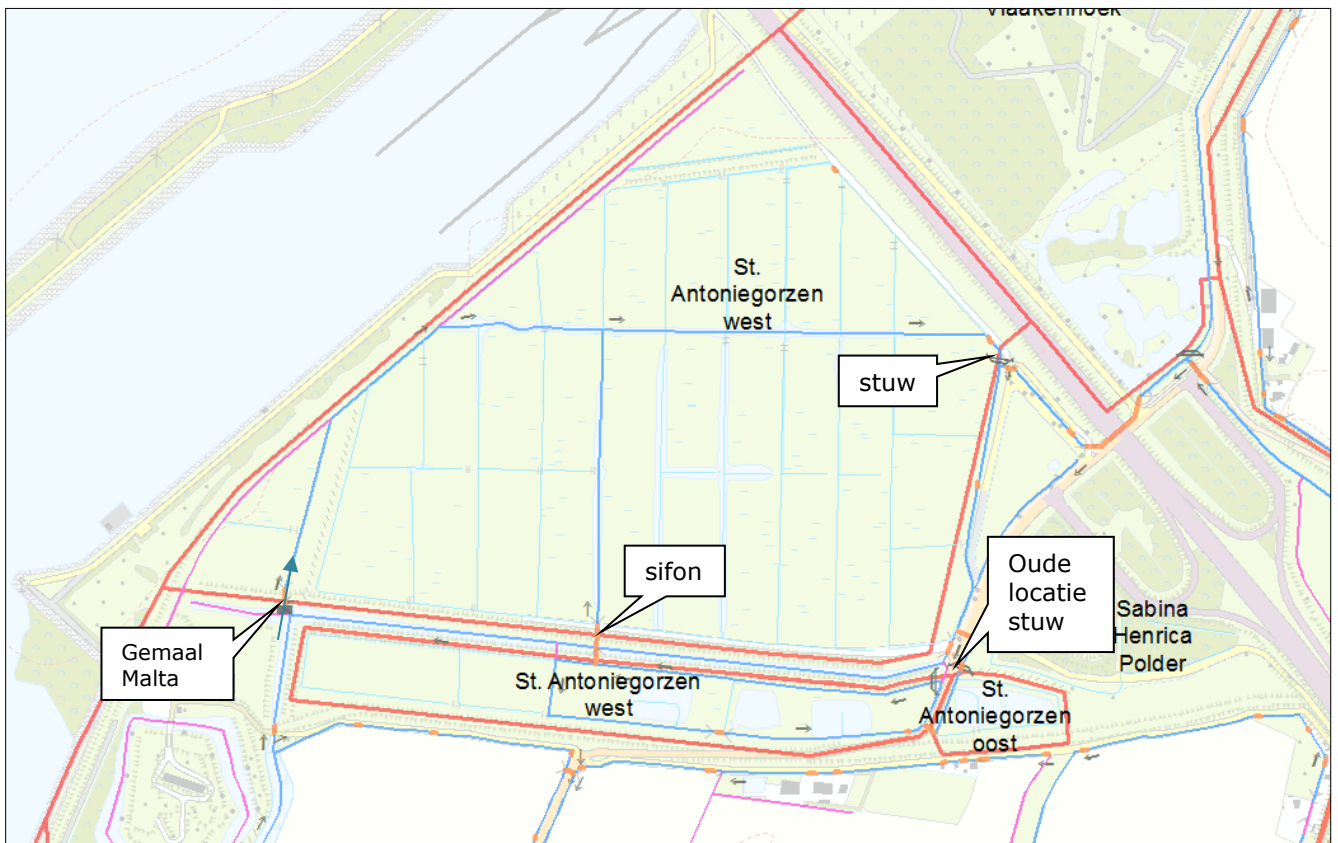 Vlaakenhoek
St.
Antoniegorzen
west
stuw
sifon
Oude
locatie
stuw
Gemaal
Malta
Sabina
Henrica
Polder
St. Antoniegorzen
west
St.
Antoniegorzen
oost